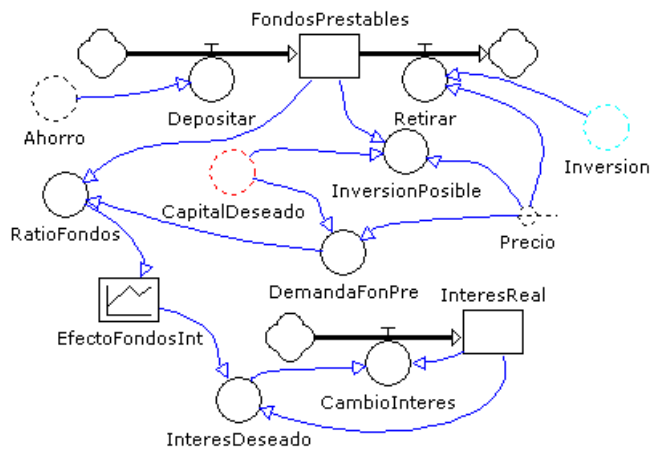 FondosPrestables
Depositar
Retirar
Ahorro
Inversion
InversionPosible
CapitalDeseado
RatioFondos
Precio
DemandaFonPre
InteresReal
EfectoFondosInt
CambioInteres
InteresDeseado